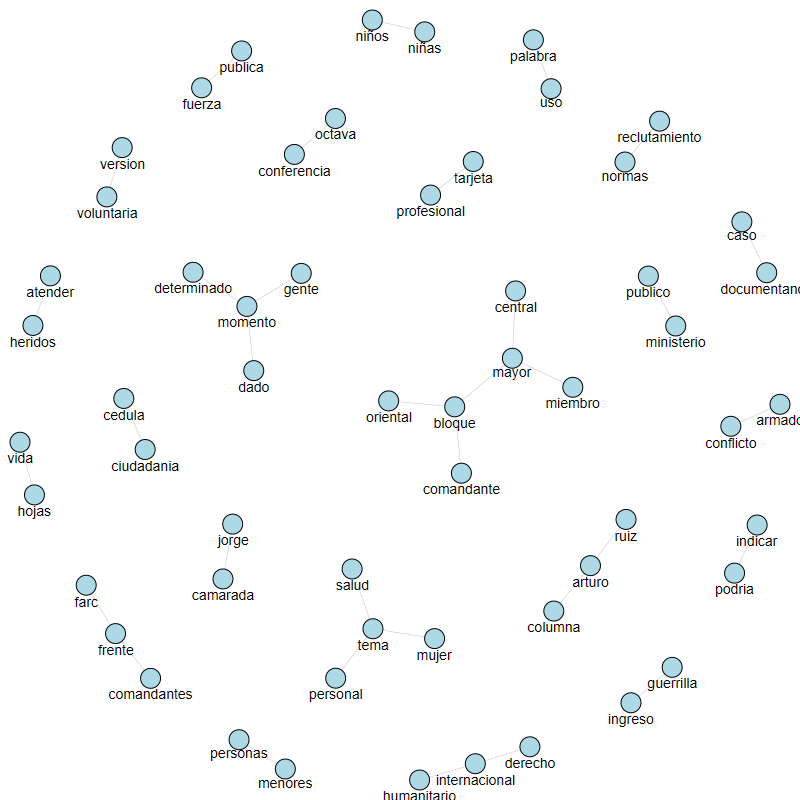 niños
niñas
palabra
publica
uso
fuerza
octava
reclutamiento
version
conferencia
tarjeta
normas
voluntaria
profesional
caso
determinado
gente
atender
publico
documentand
central
momento
heridos
ministerio
mayor
dado
miembro
cedula
oriental
bloque
armado
conflicto
vida
ciudadania
comandante
hojas
jorge
ruiz
indicar
salud
arturo
podria
camarada
farc
columna
frente
tema
mujer
guerrilla
comandantes
personal
ingreso
personas
derecho
menores
internacional
humanitario